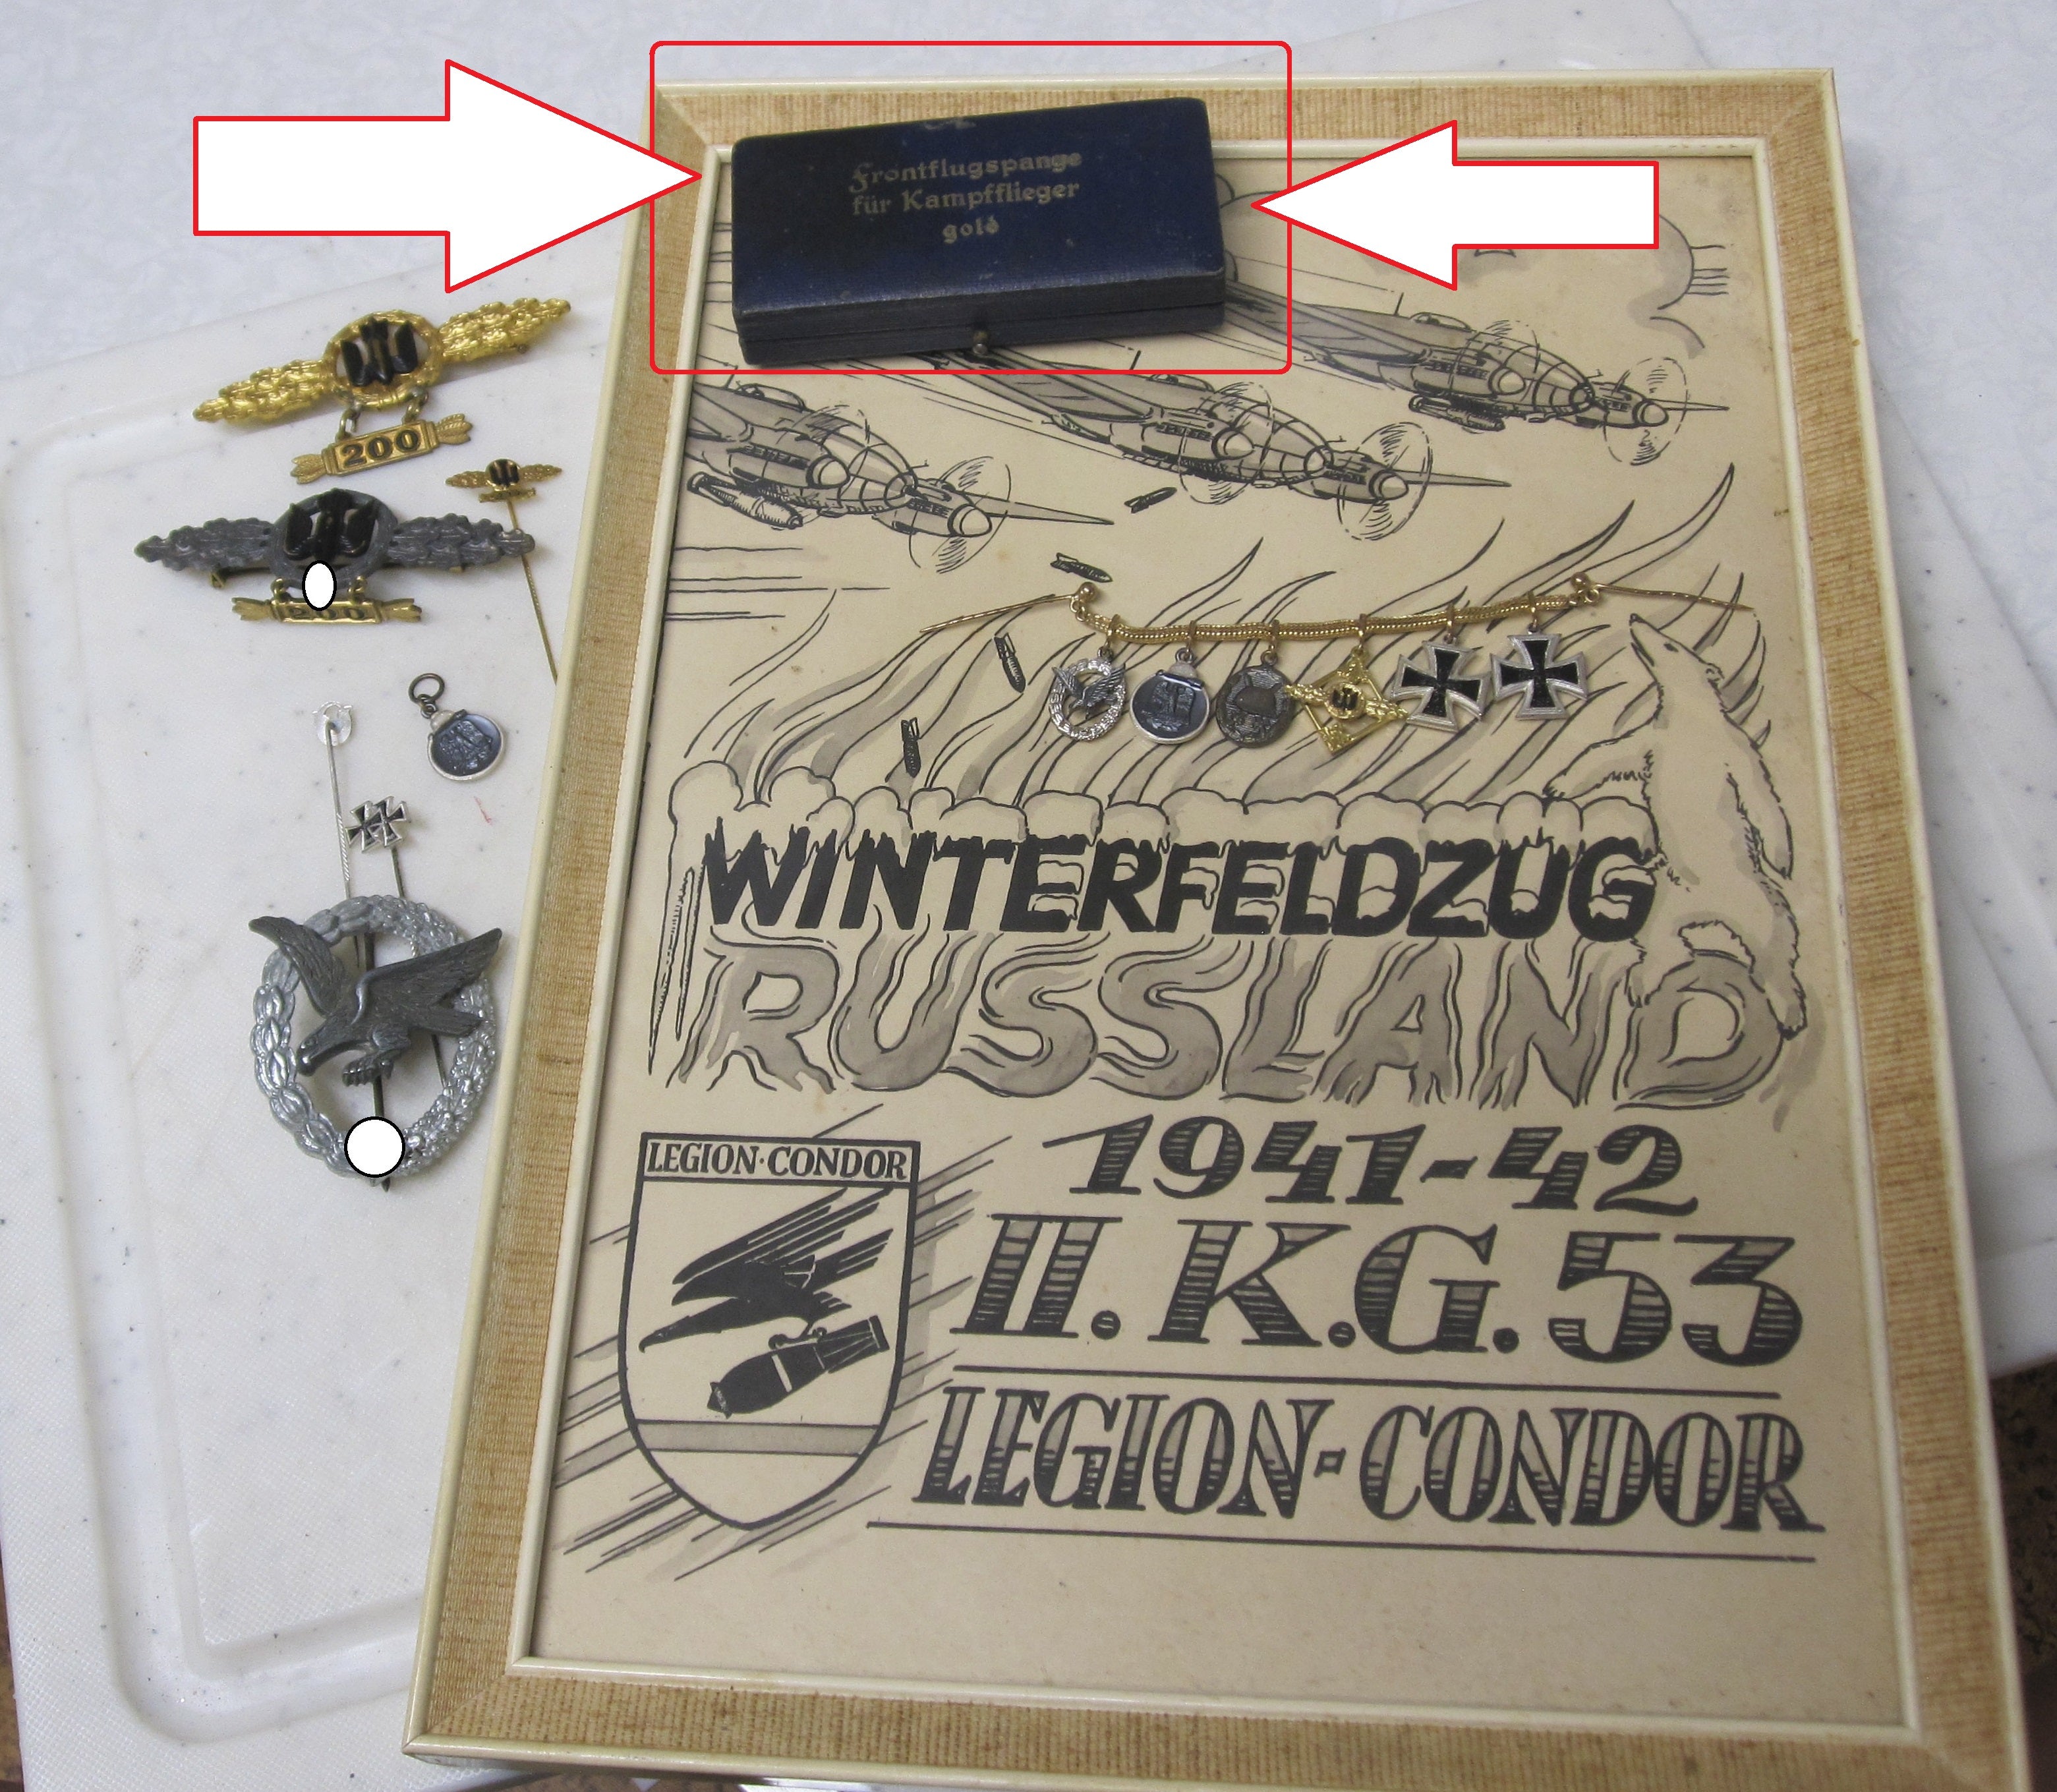 Frontflugspange
für Kampfflieger
gold
200
WINTERFELDZUG
RUSSLAND
1941-42
LEGION·CONDOR
II. K.G. 53
LEGION-CONDOR